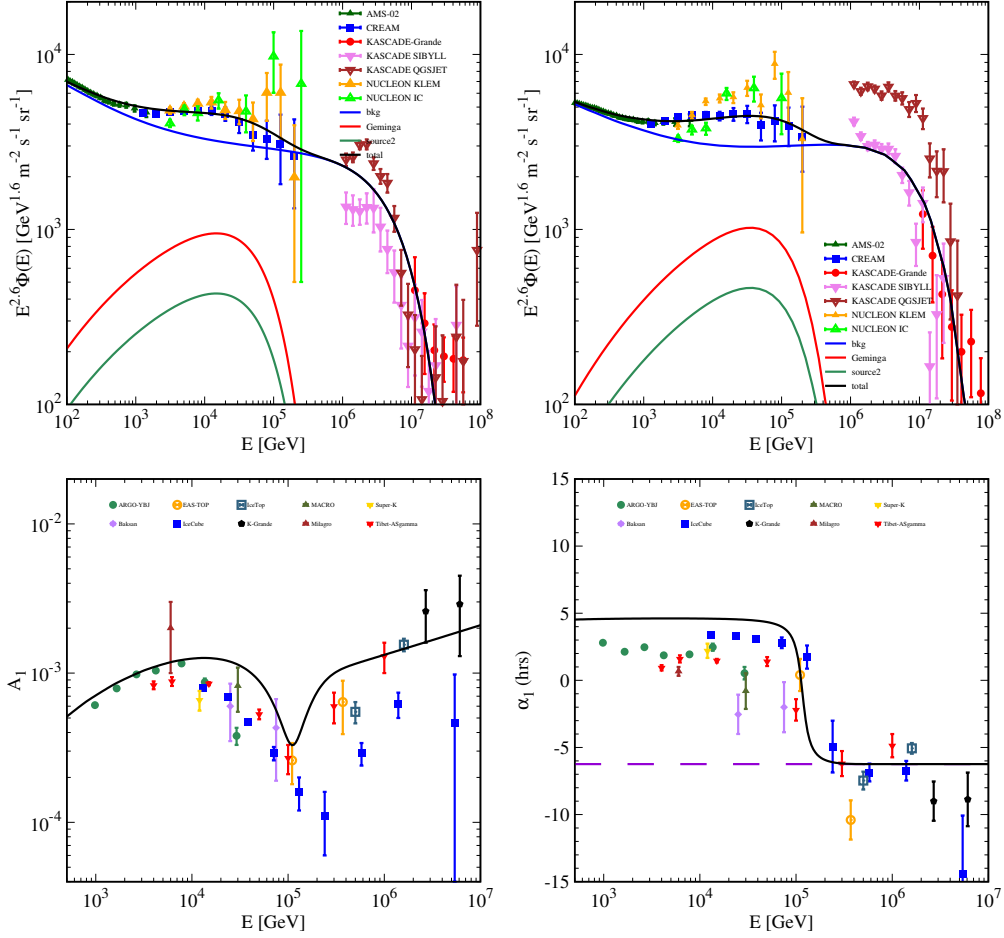 10^4
10^3
10^2
E^{2.6}Φ(E) [GeV^{1.6} m^{-2} s^{-1} sr^{-1}]
AMS-02
CREAM
KASCADE-Grande
KASCADE SIBYLL
KASCADE QGSJET
NUCLEON KLEM
NUCLEON IC
bkg
Geminga
source2
total
10^2 10^3 10^4 10^5 10^6 10^7 10^8
E [GeV]
10^4
10^3
10^2
E^{2.6}Φ(E) [GeV^{1.6} m^{-2} s^{-1} sr^{-1}]
AMS-02
CREAM
KASCADE-Grande
KASCADE SIBYLL
KASCADE QGSJET
NUCLEON KLEM
NUCLEON IC
bkg
Geminga
source2
total
10^2 10^3 10^4 10^5 10^6 10^7 10^8
E [GeV]
10^{-2}
10^{-3}
10^{-4}
A_1
ARGO-YBJ EAS-TOP IceTop MACRO Super-K
Baksan IceCube K-Grande Milagro Tibet-ASgamma
10^3 10^4 10^5 10^6 10^7
E [GeV]
15
10
5
0
-5
-10
-15
α_1 (hrs)
ARGO-YBJ EAS-TOP IceTop MACRO Super-K
Baksan IceCube K-Grande Milagro Tibet-ASgamma
10^3 10^4 10^5 10^6 10^7
E [GeV]